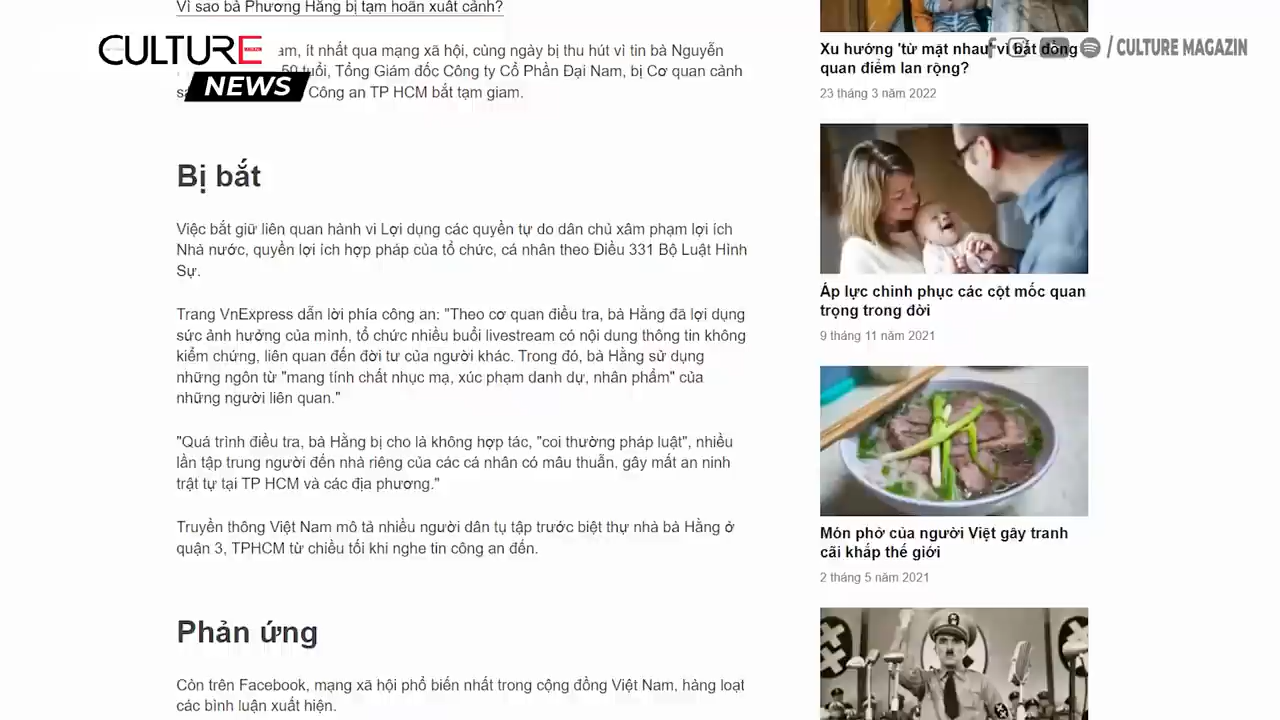 Vì sao bà Phương Hằng bị tạm hoãn xuất cảnh?
CULTURE
NEWS
am, ít nhất qua mạng xã hội, cùng ngày bị thu hút vì tin bà Nguyễn
50 tuổi, Tổng Giám đốc Công ty Cổ Phần Đại Nam, bị Cơ quan cảnh
Công an TP HCM bắt tạm giam.
Bị bắt
Việc bắt giữ liên quan hành vi Lợi dụng các quyền tự do dân chủ xâm phạm lợi ích
Nhà nước, quyền lợi ích hợp pháp của tổ chức, cá nhân theo Điều 331 Bộ Luật Hình
Sự.
Trang VnExpress dẫn lời phía công an: "Theo cơ quan điều tra, bà Hằng đã lợi dụng
sức ảnh hưởng của mình, tổ chức nhiều buổi livestream có nội dung thông tin không
kiểm chứng, liên quan đến đời tư của người khác. Trong đó, bà Hằng sử dụng
những ngôn từ "mang tính chất nhục mạ, xúc phạm danh dự, nhân phẩm" của
những người liên quan."
"Quá trình điều tra, bà Hằng bị cho là không hợp tác, "coi thường pháp luật", nhiều
lần tập trung người đến nhà riêng của các cá nhân có mâu thuẫn, gây mất an ninh
trật tự tại TP HCM và các địa phương."
Truyền thông Việt Nam mô tả nhiều người dân tụ tập trước biệt thự nhà bà Hằng ở
quận 3, TPHCM từ chiều tối khi nghe tin công an đến.
Phản ứng
Còn trên Facebook, mạng xã hội phổ biến nhất trong cộng đồng Việt Nam, hàng loạt
các bình luận xuất hiện.
Xu hướng 'từ mặt nhau' vì bất đồng
quan điểm lan rộng?
/ CULTURE MAGAZIN
23 tháng 3 năm 2022
Áp lực chinh phục các cột mốc quan
trọng trong đời
9 tháng 11 năm 2021
Món phở của người Việt gây tranh
cãi khắp thế giới
2 tháng 5 năm 2021